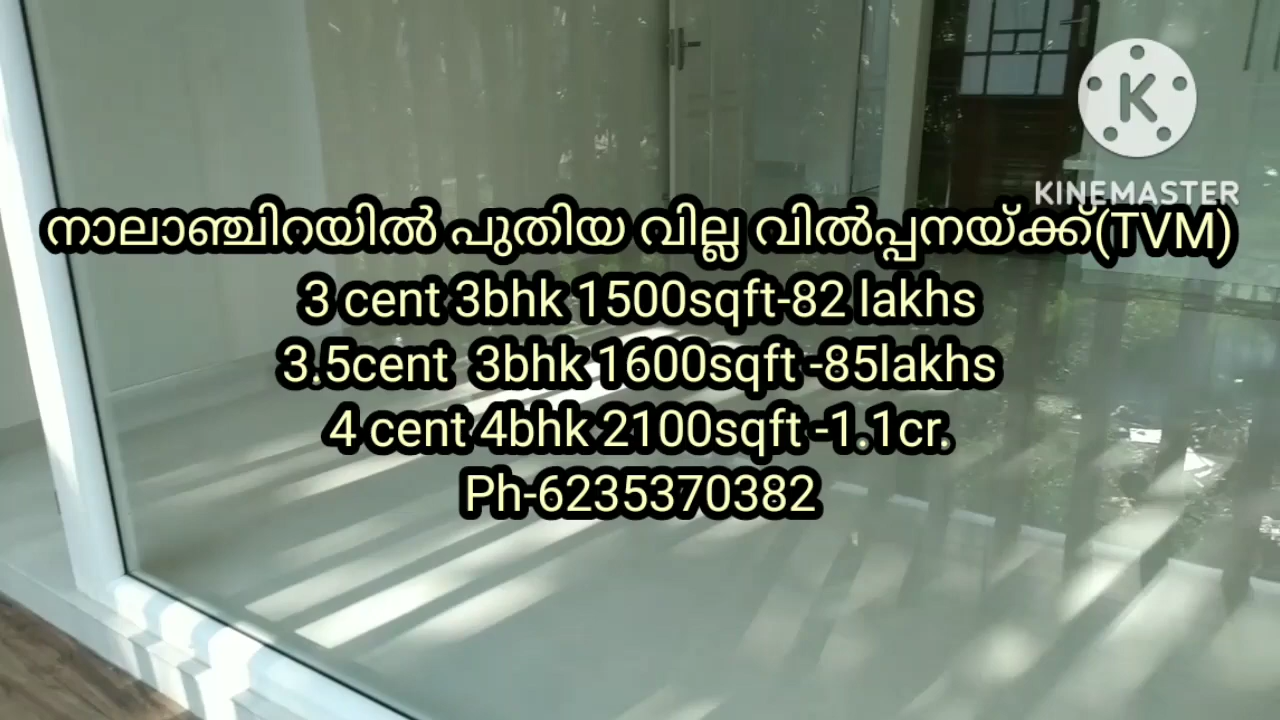 K
KINEMASTER
നാലാഞ്ചിറയിൽ പുതിയ വില്ല വിൽപ്പനയ്ക്ക്(TVM)
3 cent 3bhk 1500sqft-82 lakhs
3.5cent  3bhk 1600sqft -85lakhs
4 cent 4bhk 2100sqft -1.1cr.
Ph-6235370382